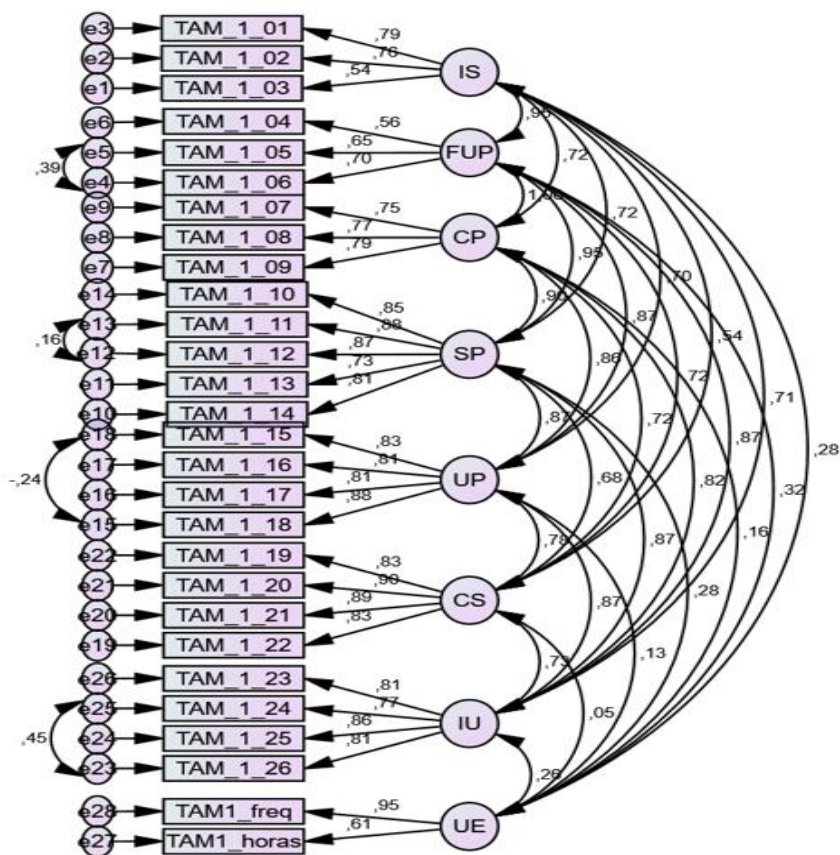 e3 TAM_1_01 ,79
e2 TAM_1_02 ,76 IS
e1 TAM_1_03 ,54
e6 TAM_1_04 ,56 ,95
e5 TAM_1_05 ,65 FUP ,72
,39
e4 TAM_1_06 ,70
e9 TAM_1_07 ,75 ,72
e8 TAM_1_08 ,77 CP ,95
e7 TAM_1_09 ,79 ,70
e14 TAM_1_10 ,90
e13 TAM_1_11 ,85 ,88 ,87
,16 ,54
e12 TAM_1_12 ,87 SP ,86
e11 TAM_1_13 ,73 ,72
e10 TAM_1_14 ,81 ,71
e18 TAM_1_15 ,83 ,87 ,72 ,87 ,28
e17 TAM_1_16 ,81
-,24 ,68 ,82 ,32
e16 TAM_1_17 ,81 UP
e15 TAM_1_18 ,88 ,87 ,16
e22 TAM_1_19 ,83 ,78
e21 TAM_1_20 ,90 ,28
e20 TAM_1_21 ,89 CS ,87
e19 TAM_1_22 ,83 ,13
e26 TAM_1_23 ,81 ,73
e25 TAM_1_24 ,77 ,05
,45
e24 TAM_1_25 ,86 IU
e23 TAM_1_26 ,81 ,26
e28 TAM1_freq ,95
e27 TAM1_horas ,61 UE